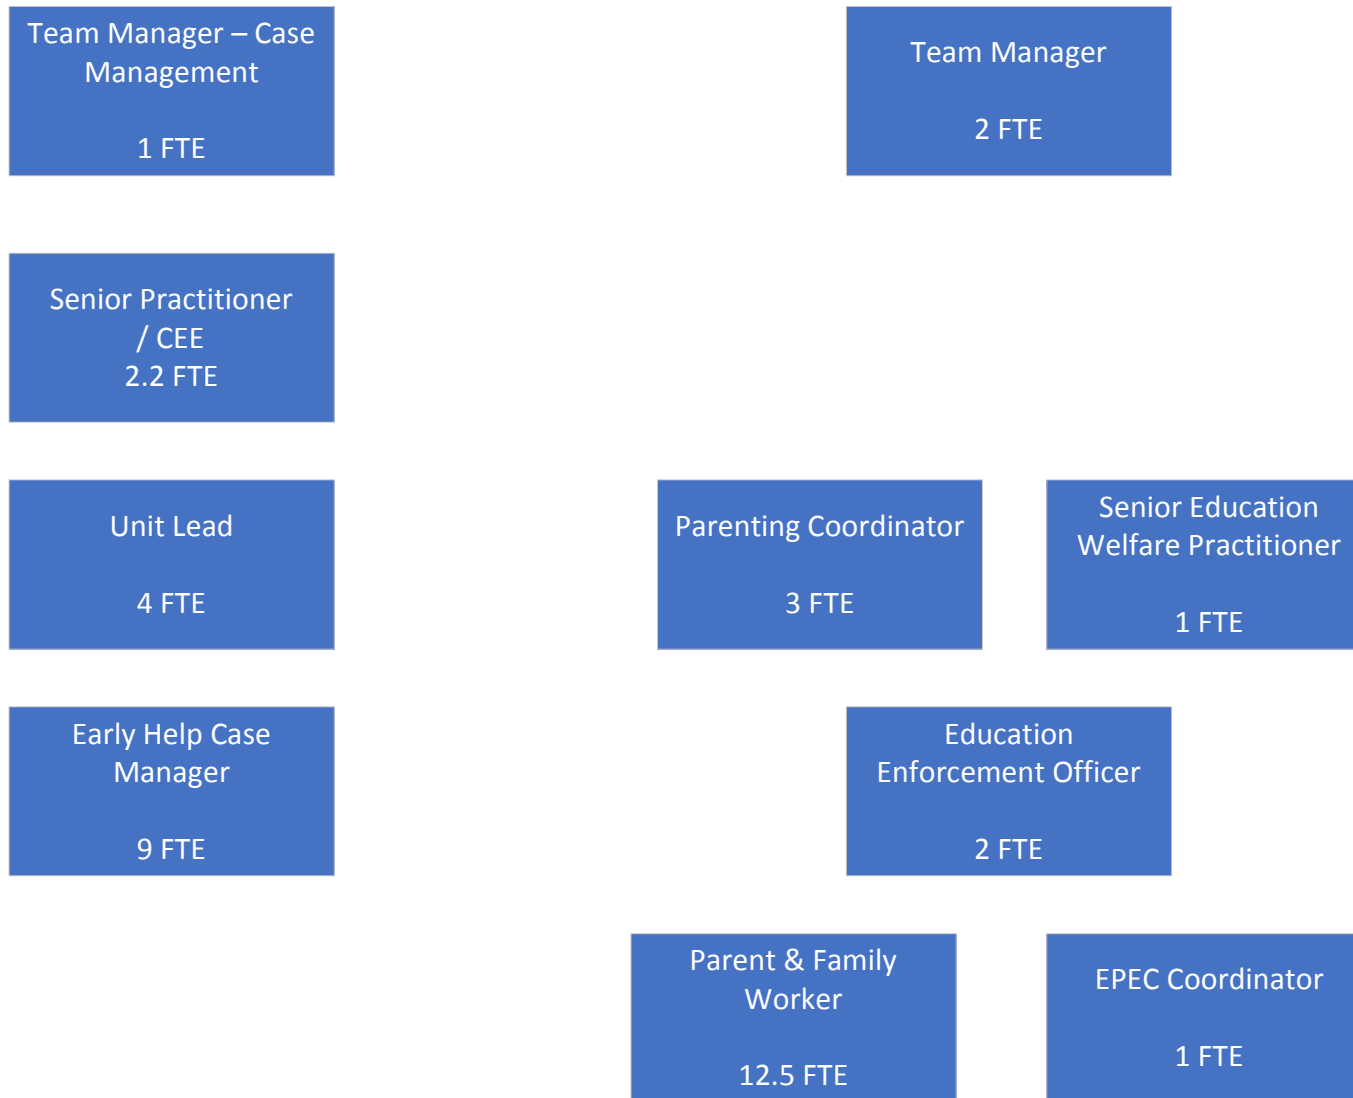 Team Manager – Case
Management
1 FTE
Team Manager
2 FTE
Senior Practitioner
/ CEE
2.2 FTE
Unit Lead
4 FTE
Parenting Coordinator
3 FTE
Senior Education
Welfare Practitioner
1 FTE
Early Help Case
Manager
9 FTE
Education
Enforcement Officer
2 FTE
Parent & Family
Worker
12.5 FTE
EPEC Coordinator
1 FTE